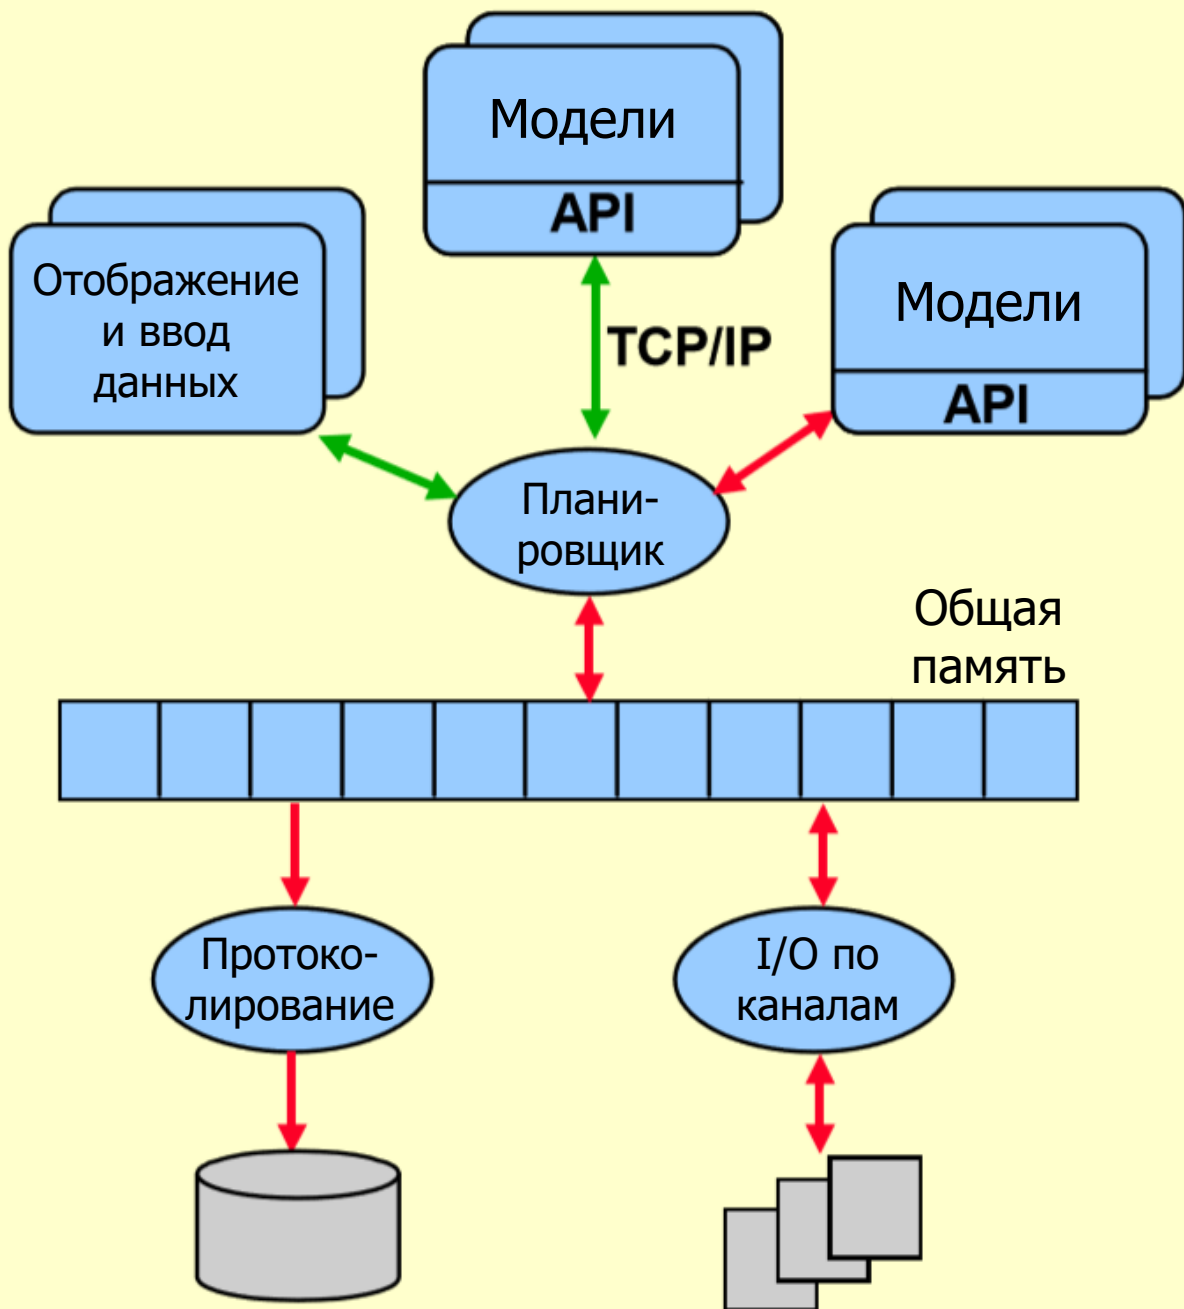 Модели
API
Отображение
и ввод
данных
Модели
API
TCP/IP
Плани-
ровщик
Общая
память
Протоко-
лирование
I/O по
каналам